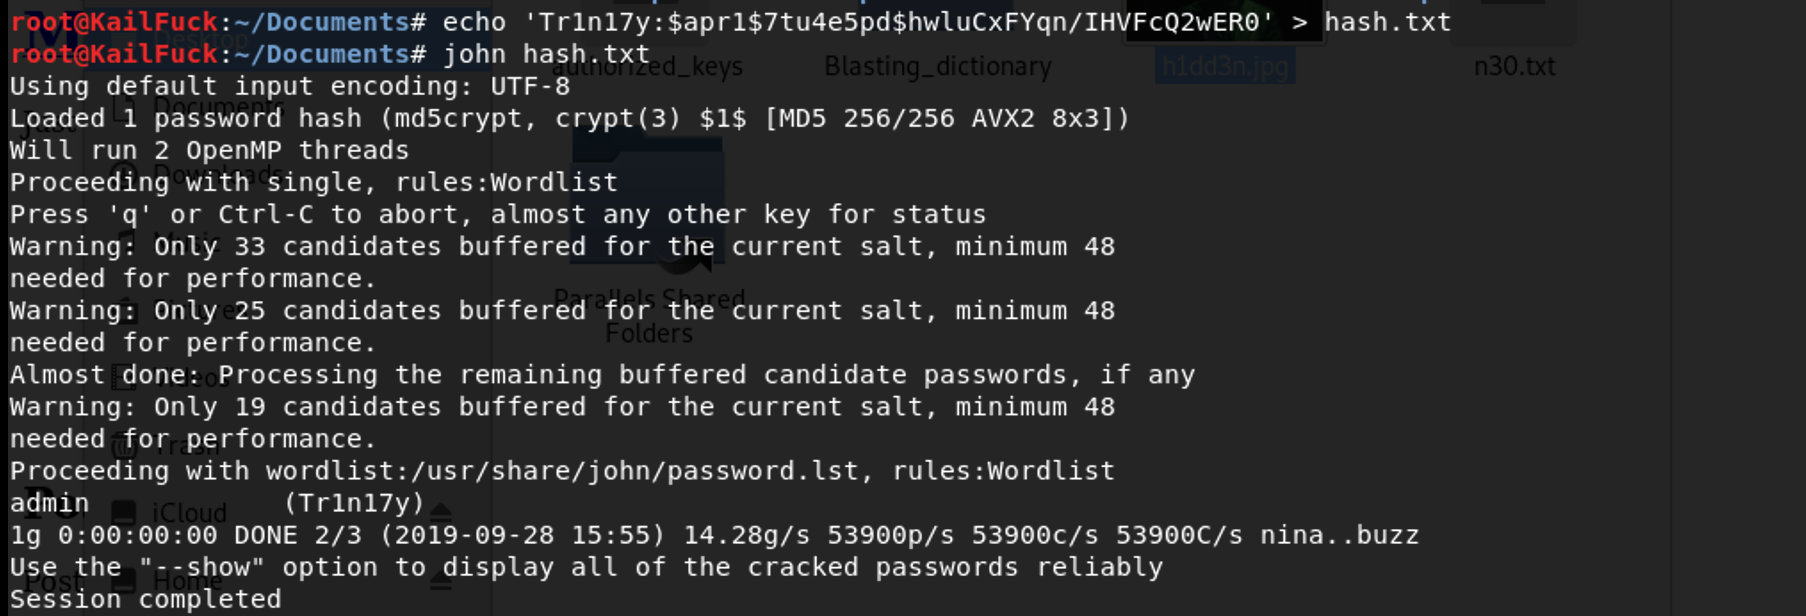 root@KailFuck:~/Documents# echo 'Tr1n17y:$apr1$7tu4e5pd$hwluCxFYqn/IHVFcQ2wER0' > hash.txt
root@KailFuck:~/Documents# john hash.txt
authorized_keys Blasting_dictionary h1dd3n.jpg n30.txt
Using default input encoding: UTF-8
Loaded 1 password hash (md5crypt, crypt(3) $1$ [MD5 256/256 AVX2 8x3])
Will run 2 OpenMP threads
Proceeding with single, rules:Wordlist
Press 'q' or Ctrl-C to abort, almost any other key for status
Warning: Only 33 candidates buffered for the current salt, minimum 48
needed for performance.
Parallels Shared
Folders
Warning: Only 25 candidates buffered for the current salt, minimum 48
needed for performance.
Almost done: Processing the remaining buffered candidate passwords, if any
Warning: Only 19 candidates buffered for the current salt, minimum 48
needed for performance.
Trash
Proceeding with wordlist:/usr/share/john/password.lst, rules:Wordlist
admin (Tr1n17y)
iCloud
1g 0:00:00:00 DONE 2/3 (2019-09-28 15:55) 14.28g/s 53900p/s 53900c/s 53900C/s nina..buzz
Use the "--show" option to display all of the cracked passwords reliably
Home
Session completed